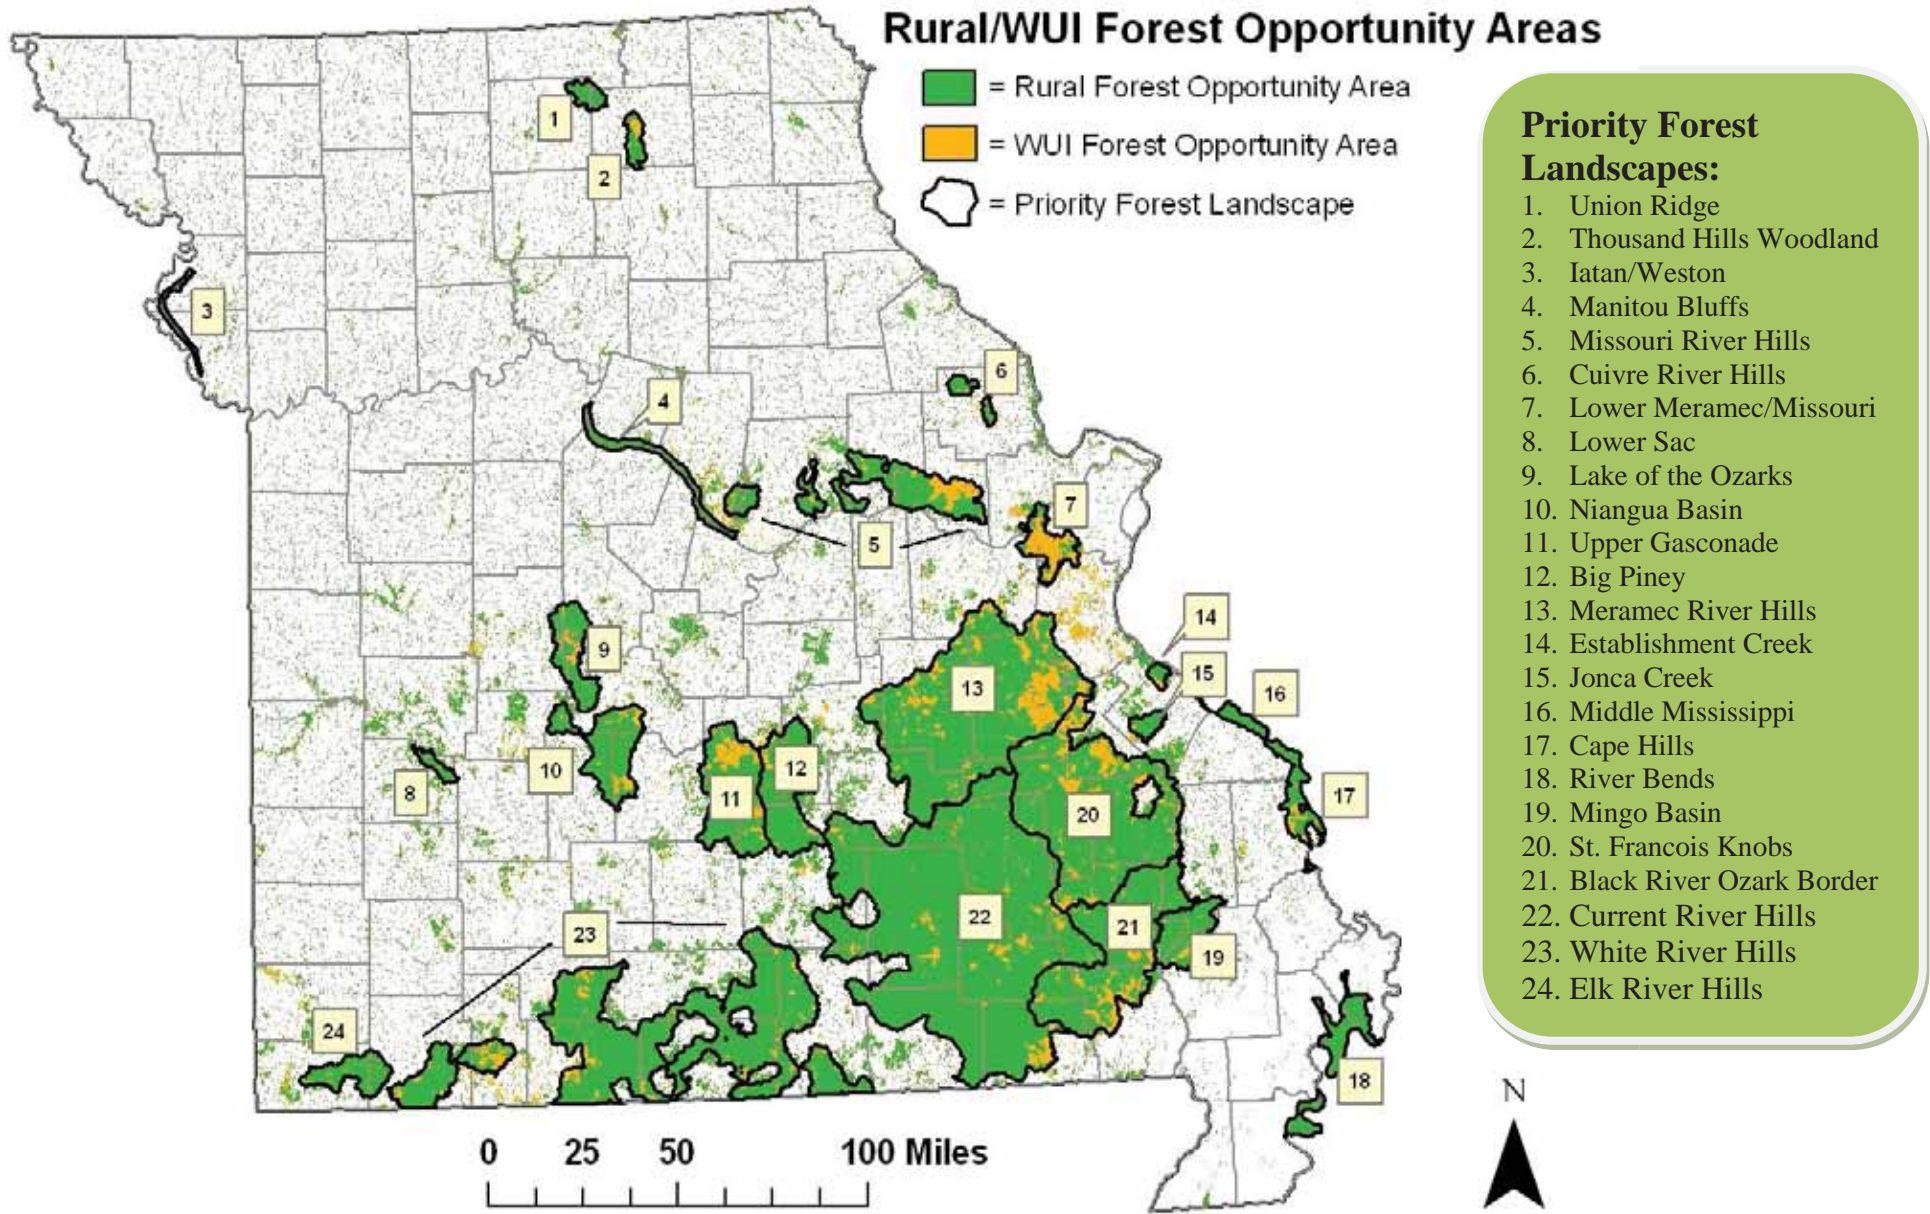 Rural/WUI Forest Opportunity Areas
= Rural Forest Opportunity Area
= WUI Forest Opportunity Area
= Priority Forest Landscape
Priority Forest
Landscapes:
1. Union Ridge
2. Thousand Hills Woodland
3. Iatan/Weston
4. Manitou Bluffs
5. Missouri River Hills
6. Cuivre River Hills
7. Lower Meramec/Missouri
8. Lower Sac
9. Lake of the Ozarks
10. Niangua Basin
11. Upper Gasconade
12. Big Piney
13. Meramec River Hills
14. Establishment Creek
15. Jonca Creek
16. Middle Mississippi
17. Cape Hills
18. River Bends
19. Mingo Basin
20. St. Francois Knobs
21. Black River Ozark Border
22. Current River Hills
23. White River Hills
24. Elk River Hills
1
2
3
4
6
7
5
14
9
15
13
16
10
12
8
11
17
20
22
21
23
19
24
18
N
0 25 50 100 Miles